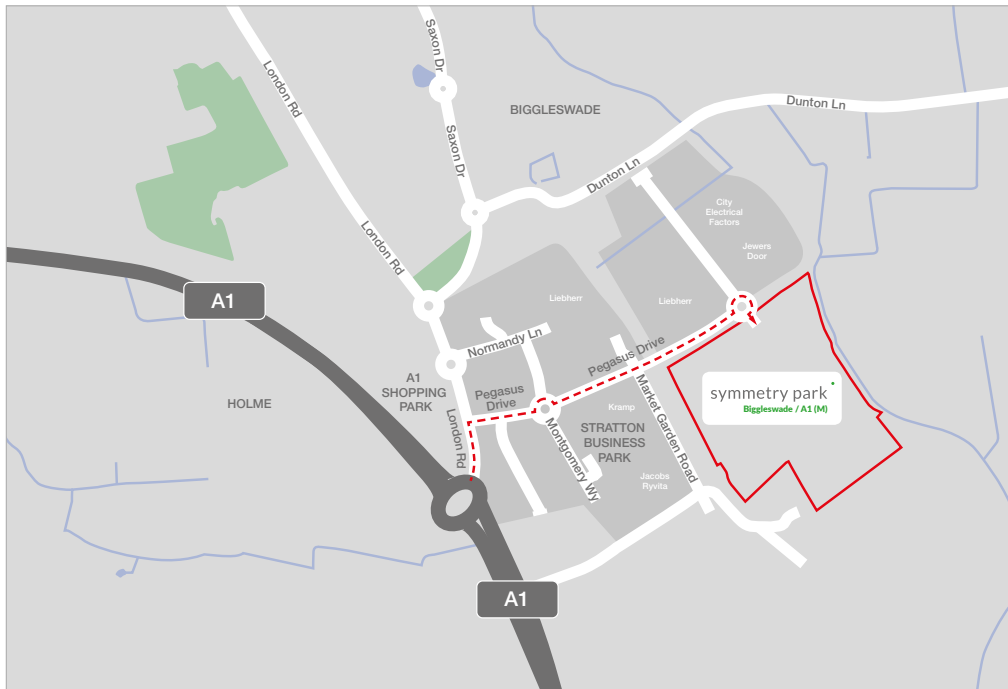 Saxon Dr
London Rd
BIGGLESWADE
Dunton Ln
Saxon Dr
Dunton Ln
City
Electrical
Factors
London Rd
Jewers
Door
A1
Liebherr
Liebherr
Normandy Ln
Pegasus Drive
A1
SHOPPING
PARK
Pegasus
Drive
symmetry park
Biggleswade / A1 (M)
HOLME
Market Garden Road
Kramp
London Rd
STRATTON
BUSINESS
PARK
Montgomery Wy
Jacobs
Ryvita
A1